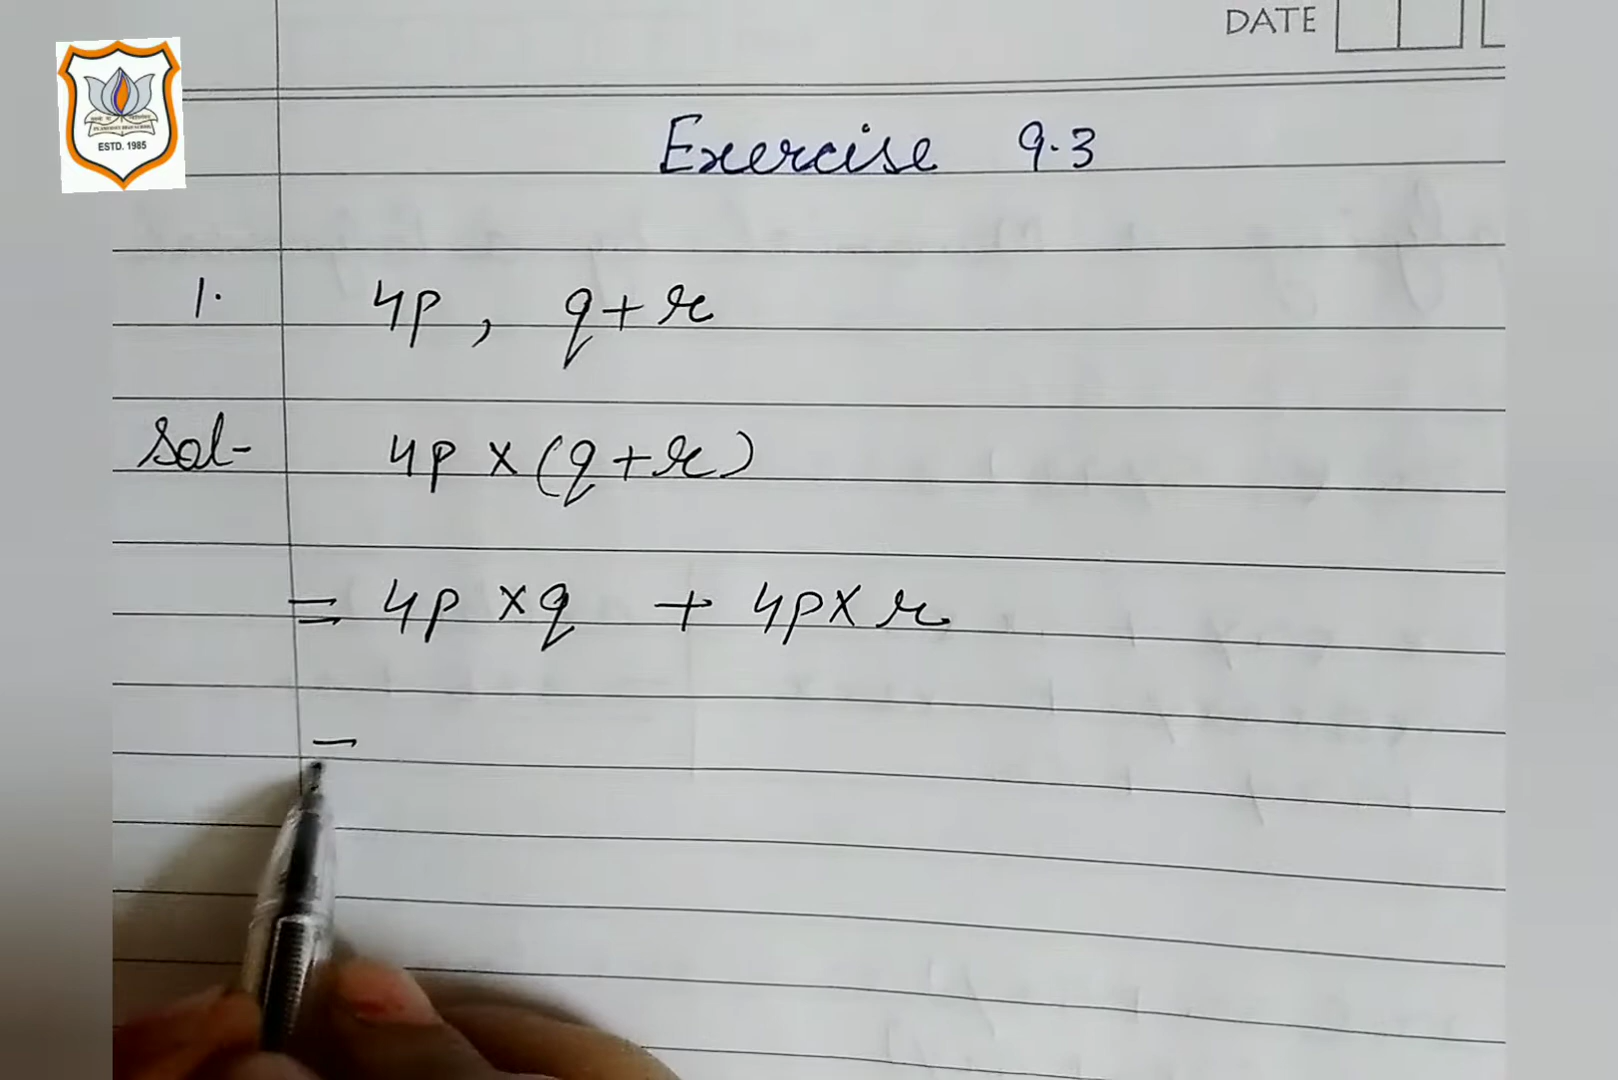 DATE
ESTD. 1985
Exercise 9.3
1. 4p, q+r
Sol- 4p × (q+r)
= 4p × q + 4p × r